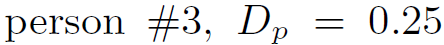 person #3, D_p = 0.25